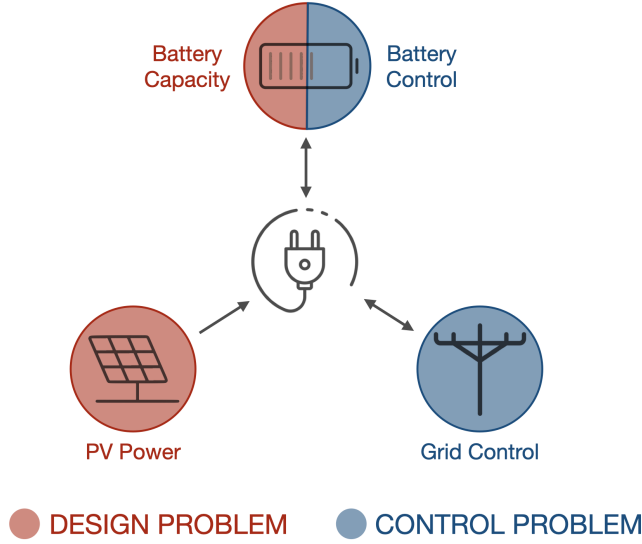 Battery
Capacity
Battery
Control
PV Power
Grid Control
DESIGN PROBLEM
CONTROL PROBLEM